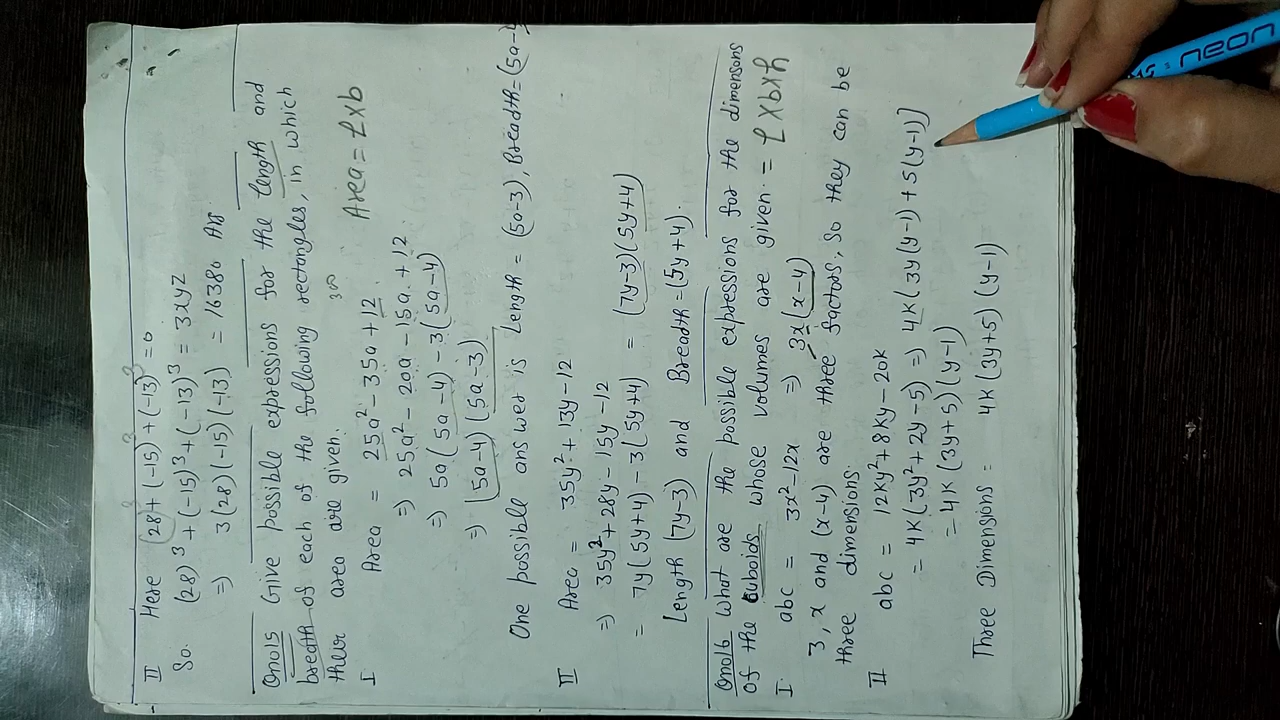 II Here (28) + (-15) + (-13) = 0
So. (28)³ + (-15)³ + (-13)³ = 3xyz
⇒ 3(28)(-15)(-13) = 16380 Ans
Qno15 Give possible expressions for the length and
breath of each of the following rectangles, in which
their area are given.
Area = l x b
I Area = 25a² - 35a + 12
⇒ 25a² - 20a - 15a + 12
⇒ 5a(5a-4) - 3(5a-4)
⇒ (5a-4)(5a-3)
One possible answer is Length = (5a-3), Breadth = (5a-4
II Area = 35y² + 13y - 12
⇒ 35y² + 28y - 15y - 12
= 7y(5y+4) - 3(5y+4) = (7y-3)(5y+4)
Length (7y-3) and Breadth = (5y+4).
Qno16 What are the possible expressions for the dimensons
of the cuboids whose volumes are given. = l x b x h
I. abc = 3x² - 12x ⇒ 3x(x-4)
3, x and (x-4) are three factors, so they can be
three dimensions.
II abc = 12ky² + 8ky - 20k
= 4K(3y² + 2y - 5) ⇒ 4K(3y(y-1) + 5(y-1)]
= 4K (3y+5)(y-1)
Three Dimensions = 4K (3y+5) (y-1)
neon